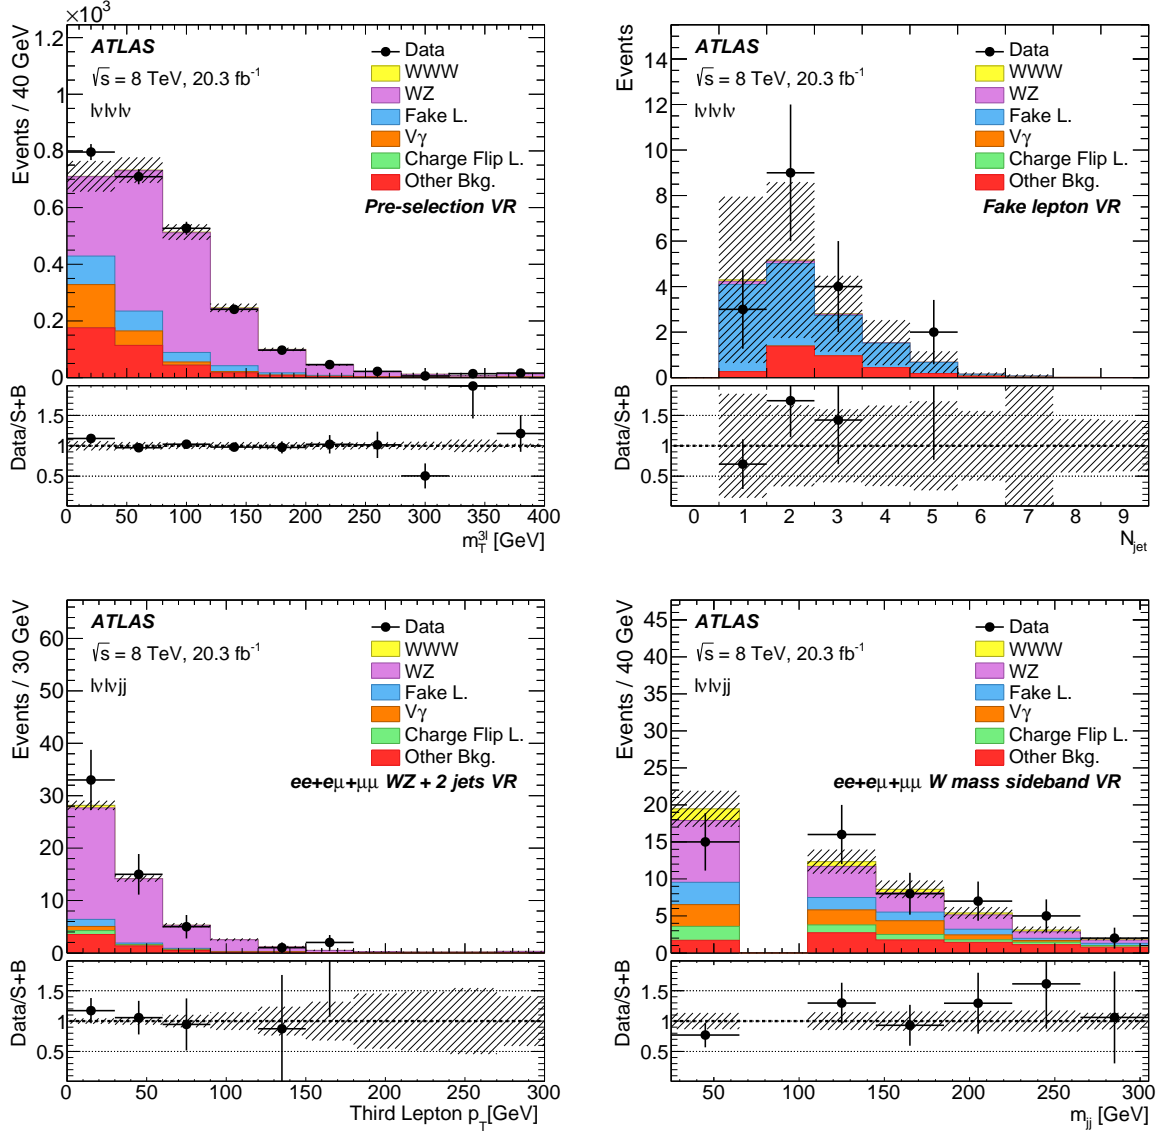 ×10³
Events / 40 GeV
1.2
1
0.8
0.6
0.4
0.2
0
ATLAS
√s = 8 TeV, 20.3 fb⁻¹
lνlνlν
Data
WWW
WZ
Fake L.
Vγ
Charge Flip L.
Other Bkg.
Pre-selection VR
Data/S+B
1.5
1
0.5
0 50 100 150 200 250 300 350 400
m_T^3l [GeV]
Events
14
12
10
8
6
4
2
0
ATLAS
√s = 8 TeV, 20.3 fb⁻¹
lνlνlν
Data
WWW
WZ
Fake L.
Vγ
Charge Flip L.
Other Bkg.
Fake lepton VR
Data/S+B
1.5
1
0.5
0 1 2 3 4 5 6 7 8 9
N_jet
Events / 30 GeV
60
50
40
30
20
10
0
ATLAS
√s = 8 TeV, 20.3 fb⁻¹
lνlνjj
Data
WWW
WZ
Fake L.
Vγ
Charge Flip L.
Other Bkg.
ee+eμ+μμ WZ + 2 jets VR
Data/S+B
1.5
1
0.5
0 50 100 150 200 250 300
Third Lepton p_T[GeV]
Events / 40 GeV
45
40
35
30
25
20
15
10
5
0
ATLAS
√s = 8 TeV, 20.3 fb⁻¹
lνlνjj
Data
WWW
WZ
Fake L.
Vγ
Charge Flip L.
Other Bkg.
ee+eμ+μμ W mass sideband VR
Data/S+B
1.5
1
0.5
50 100 150 200 250 300
m_jj [GeV]